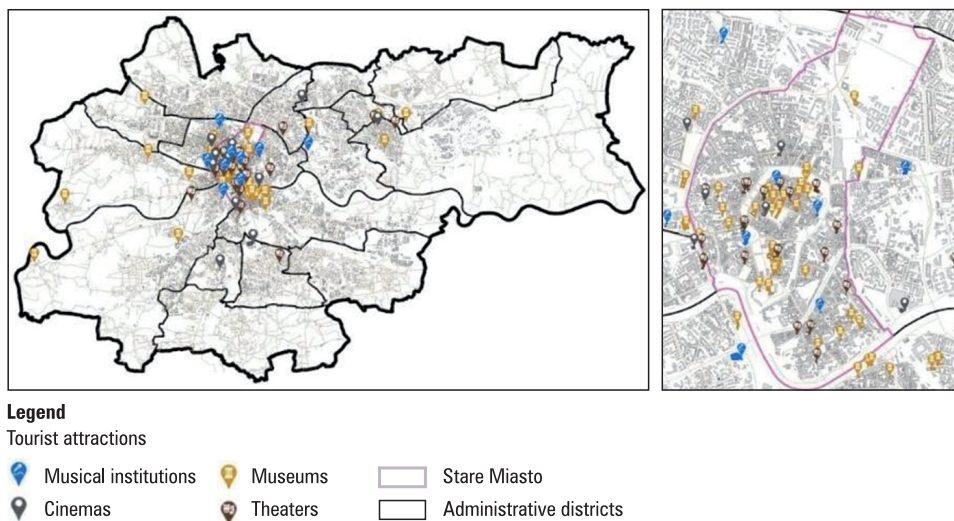 Legend
Tourist attractions
Musical institutions Museums Stare Miasto
Cinemas Theaters Administrative districts